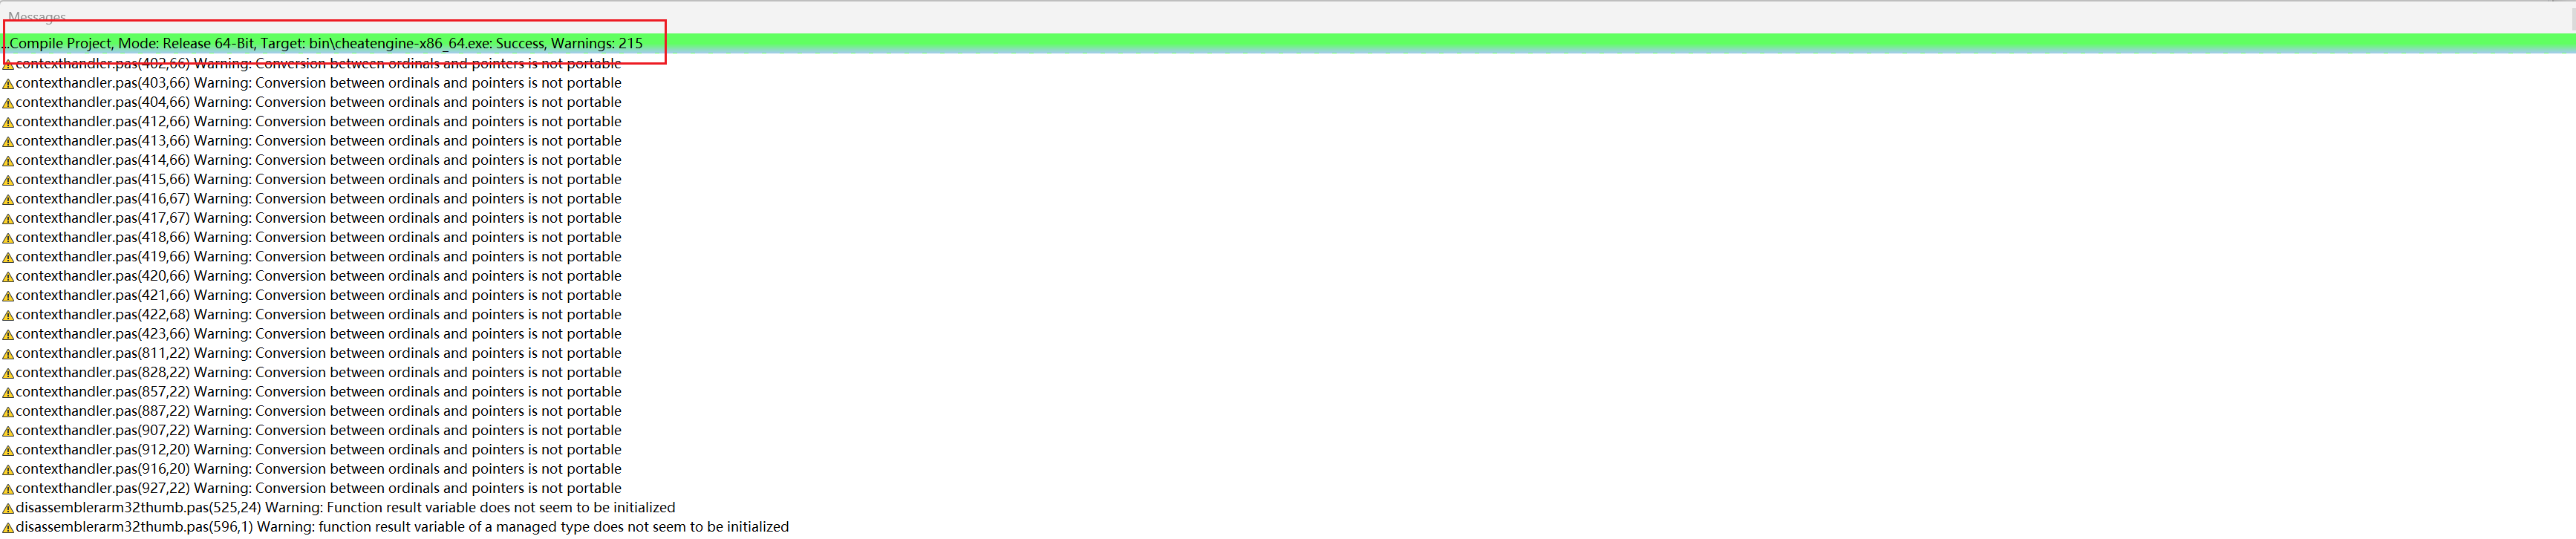 Messages
...Compile Project, Mode: Release 64-Bit, Target: bin\cheatengine-x86_64.exe: Success, Warnings: 215
contexthandler.pas(402,66) Warning: Conversion between ordinals and pointers is not portable
contexthandler.pas(403,66) Warning: Conversion between ordinals and pointers is not portable
contexthandler.pas(404,66) Warning: Conversion between ordinals and pointers is not portable
contexthandler.pas(412,66) Warning: Conversion between ordinals and pointers is not portable
contexthandler.pas(413,66) Warning: Conversion between ordinals and pointers is not portable
contexthandler.pas(414,66) Warning: Conversion between ordinals and pointers is not portable
contexthandler.pas(415,66) Warning: Conversion between ordinals and pointers is not portable
contexthandler.pas(416,67) Warning: Conversion between ordinals and pointers is not portable
contexthandler.pas(417,67) Warning: Conversion between ordinals and pointers is not portable
contexthandler.pas(418,66) Warning: Conversion between ordinals and pointers is not portable
contexthandler.pas(419,66) Warning: Conversion between ordinals and pointers is not portable
contexthandler.pas(420,66) Warning: Conversion between ordinals and pointers is not portable
contexthandler.pas(421,66) Warning: Conversion between ordinals and pointers is not portable
contexthandler.pas(422,68) Warning: Conversion between ordinals and pointers is not portable
contexthandler.pas(423,66) Warning: Conversion between ordinals and pointers is not portable
contexthandler.pas(811,22) Warning: Conversion between ordinals and pointers is not portable
contexthandler.pas(828,22) Warning: Conversion between ordinals and pointers is not portable
contexthandler.pas(857,22) Warning: Conversion between ordinals and pointers is not portable
contexthandler.pas(887,22) Warning: Conversion between ordinals and pointers is not portable
contexthandler.pas(907,22) Warning: Conversion between ordinals and pointers is not portable
contexthandler.pas(912,20) Warning: Conversion between ordinals and pointers is not portable
contexthandler.pas(916,20) Warning: Conversion between ordinals and pointers is not portable
contexthandler.pas(927,22) Warning: Conversion between ordinals and pointers is not portable
disassemblerarm32thumb.pas(525,24) Warning: Function result variable does not seem to be initialized
disassemblerarm32thumb.pas(596,1) Warning: function result variable of a managed type does not seem to be initialized